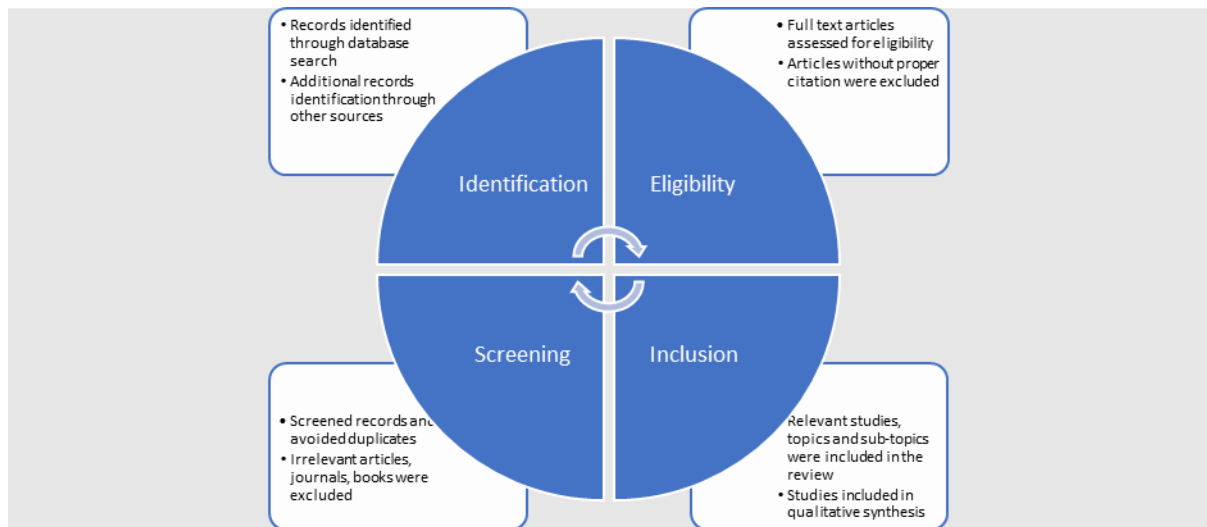 • Records identified
through database
search
• Additional records
identification through
other sources
• Full text articles
assessed for eligibility
• Articles without proper
citation were excluded
Identification
Eligibility
Screening
Inclusion
• Screened records an
avoided duplicates
• Irrelevant articles,
journals, books were
excluded
Relevant studies,
topics and sub-topics
were included in the
review
• Studies included in
qualitative synthesis